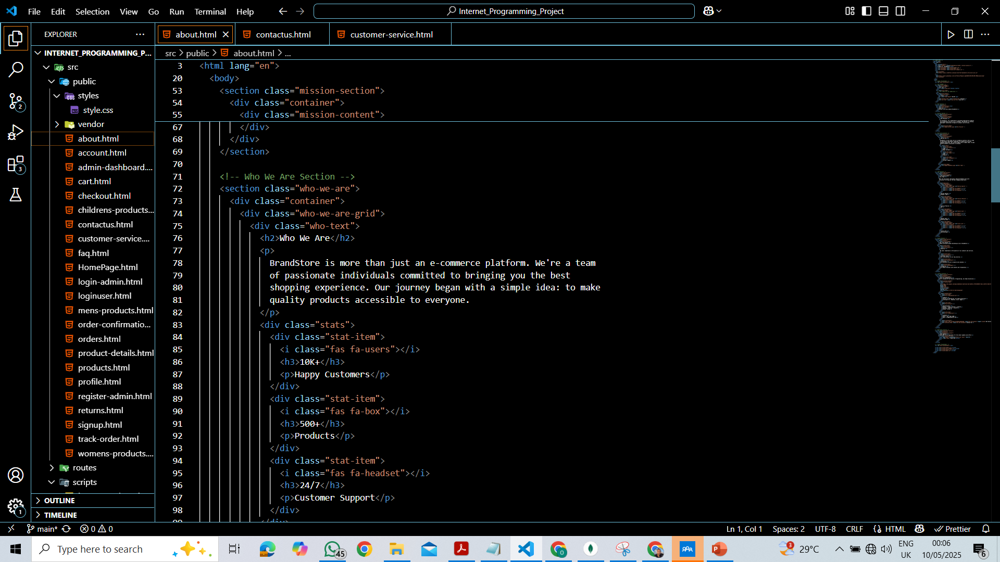 File Edit Selection View Go Run Terminal Help
Internet_Programming_Project
EXPLORER
about.html
contactus.html
customer-service.html
INTERNET_PROGRAMMING_P...
src
public
styles
style.css
vendor
about.html
account.html
admin-dashboard....
cart.html
checkout.html
childrens-products...
contactus.html
customer-service....
faq.html
HomePage.html
login-admin.html
loginuser.html
mens-products.html
order-confirmatio...
orders.html
product-details.html
products.html
profile.html
register-admin.html
returns.html
signup.html
track-order.html
womens-products....
routes
scripts
OUTLINE
TIMELINE
2
3
1
src > public > about.html > ...
3 <html lang="en">
20 <body>
53 <section class="mission-section">
54 <div class="container">
55 <div class="mission-content">
67 </div>
68 </div>
69 </section>
70
71 <!-- Who We Are Section -->
72 <section class="who-we-are">
73 <div class="container">
74 <div class="who-we-are-grid">
75 <div class="who-text">
76 <h2>Who We Are</h2>
77 <p>
78 BrandStore is more than just an e-commerce platform. We're a team
79 of passionate individuals committed to bringing you the best
80 shopping experience. Our journey began with a simple idea: to make
81 quality products accessible to everyone.
82 </p>
83 <div class="stats">
84 <div class="stat-item">
85 <i class="fas fa-users"></i>
86 <h3>10K+</h3>
87 <p>Happy Customers</p>
88 </div>
89 <div class="stat-item">
90 <i class="fas fa-box"></i>
91 <h3>500+</h3>
92 <p>Products</p>
93 </div>
94 <div class="stat-item">
95 <i class="fas fa-headset"></i>
96 <h3>24/7</h3>
97 <p>Customer Support</p>
98 </div>
main* 0 0
Ln 1, Col 1 Spaces: 2 UTF-8 CRLF HTML Prettier
Type here to search
45
3
29°C
ENG
UK
00:06
10/05/2025
6